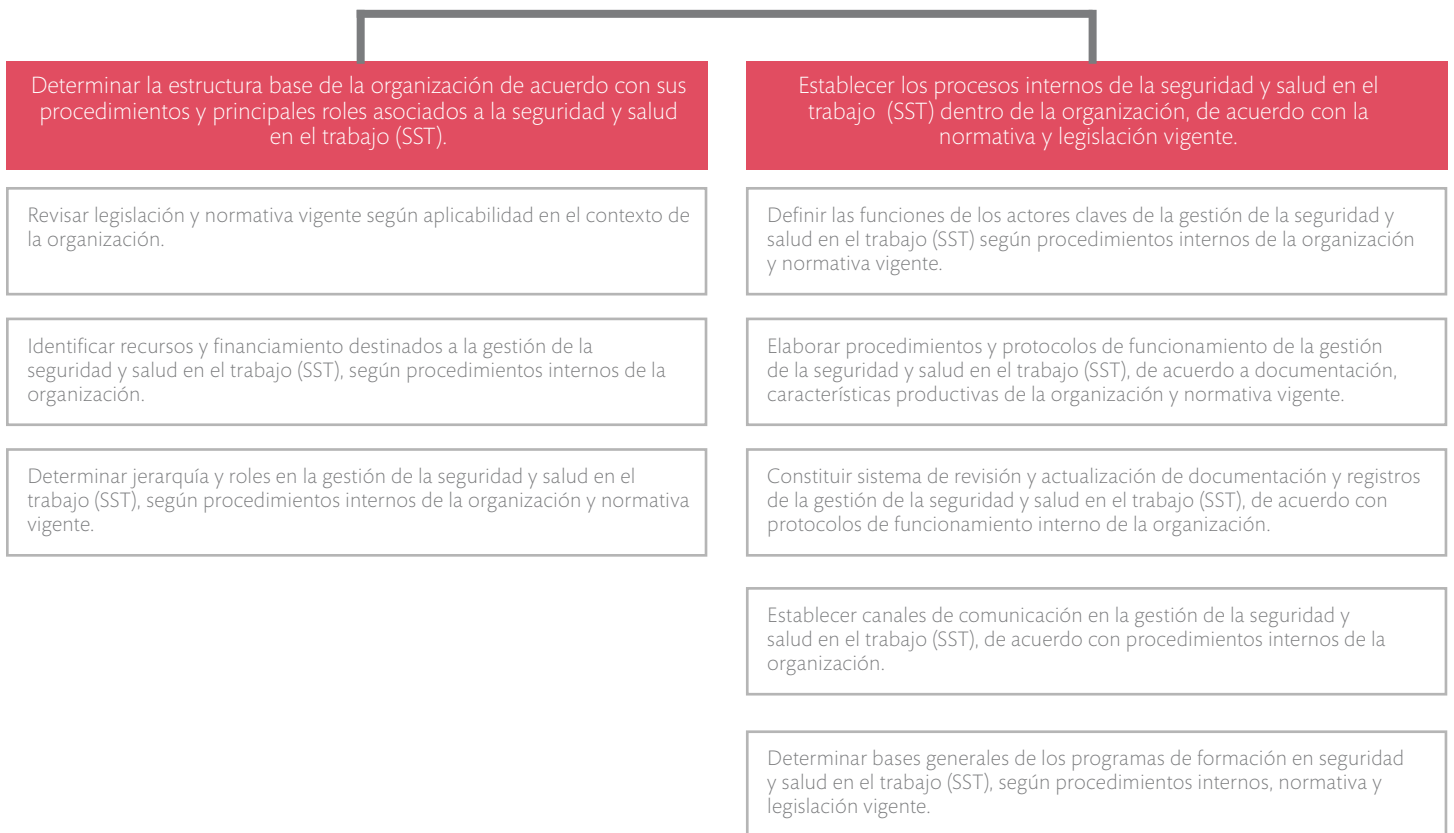 Determinar la estructura base de la organización de acuerdo con sus
procedimientos y principales roles asociados a la seguridad y salud
en el trabajo (SST).
Revisar legislación y normativa vigente según aplicabilidad en el contexto de
la organización.
Identificar recursos y financiamiento destinados a la gestión de la
seguridad y salud en el trabajo (SST), según procedimientos internos de la
organización.
Determinar jerarquía y roles en la gestión de la seguridad y salud en el
trabajo (SST), según procedimientos internos de la organización y normativa
vigente.
Establecer los procesos internos de la seguridad y salud en el
trabajo (SST) dentro de la organización, de acuerdo con la
normativa y legislación vigente.
Definir las funciones de los actores claves de la gestión de la seguridad y
salud en el trabajo (SST) según procedimientos internos de la organización
y normativa vigente.
Elaborar procedimientos y protocolos de funcionamiento de la gestión
de la seguridad y salud en el trabajo (SST), de acuerdo a documentación,
características productivas de la organización y normativa vigente.
Constituir sistema de revisión y actualización de documentación y registros
de la gestión de la seguridad y salud en el trabajo (SST), de acuerdo con
protocolos de funcionamiento interno de la organización.
Establecer canales de comunicación en la gestión de la seguridad y
salud en el trabajo (SST), de acuerdo con procedimientos internos de la
organización.
Determinar bases generales de los programas de formación en seguridad
y salud en el trabajo (SST), según procedimientos internos, normativa y
legislación vigente.